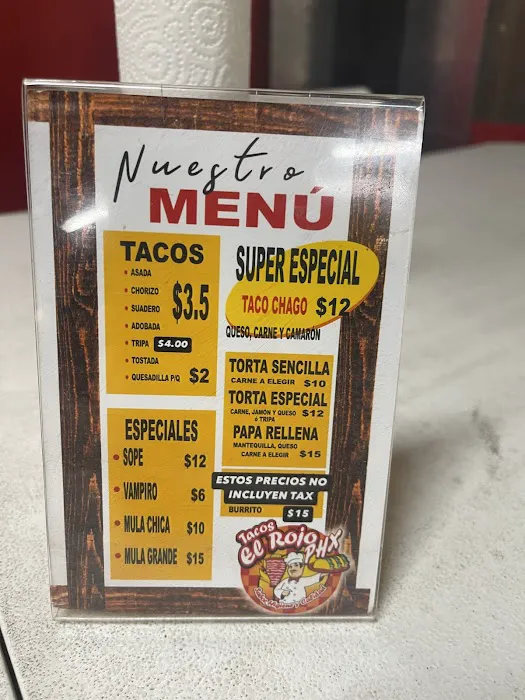 Nuestro
MENÚ
TACOS
• ASADA
• CHORIZO
• SUADERO
$3.5
• ADOBADA
• TRIPA $4.00
• TOSTADA
• QUESADILLA P/Q $2
ESPECIALES
• SOPE $12
• VAMPIRO $6
• MULA CHICA $10
• MULA GRANDE $15
SUPER ESPECIAL
TACO CHAGO $12
QUESO, CARNE Y CAMARON
TORTA SENCILLA
CARNE A ELEGIR $10
TORTA ESPECIAL
CARNE, JAMÓN Y QUESO $12
ó TRIPA
PAPA RELLENA
MANTEQUILLA, QUESO
CARNE A ELEGIR $15
ESTOS PRECIOS NO
INCLUYEN TAX
BURRITO $15
Tacos
El Rojo PHX